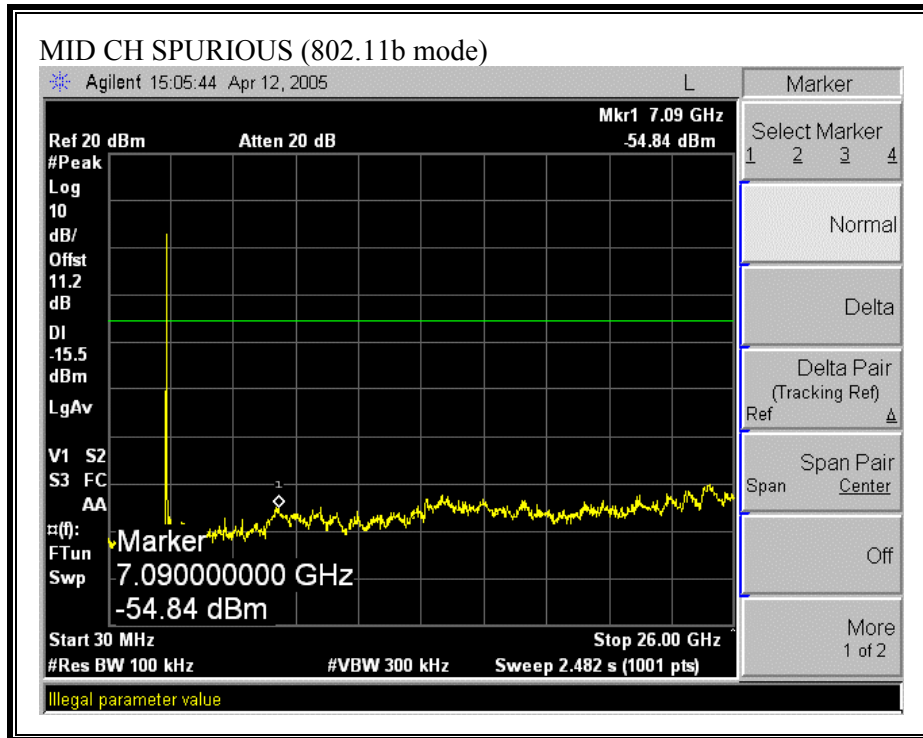 MID CH SPURIOUS (802.11b mode)
Agilent 15:05:44 Apr 12, 2005 L
Mkr1 7.09 GHz
Ref 20 dBm Atten 20 dB -54.84 dBm
#Peak
Log
10
dB/
Offst
11.2
dB
DI
-15.5
dBm
LgAv
V1 S2
S3 FC
AA
¤(f):
FTun
Swp
1
Marker
7.090000000 GHz
-54.84 dBm
Start 30 MHz Stop 26.00 GHz
#Res BW 100 kHz #VBW 300 kHz Sweep 2.482 s (1001 pts)
Illegal parameter value
Marker
Select Marker
1 2 3 4
Normal
Delta
Delta Pair
(Tracking Ref)
Ref Δ
Span Pair
Span Center
Off
More
1 of 2